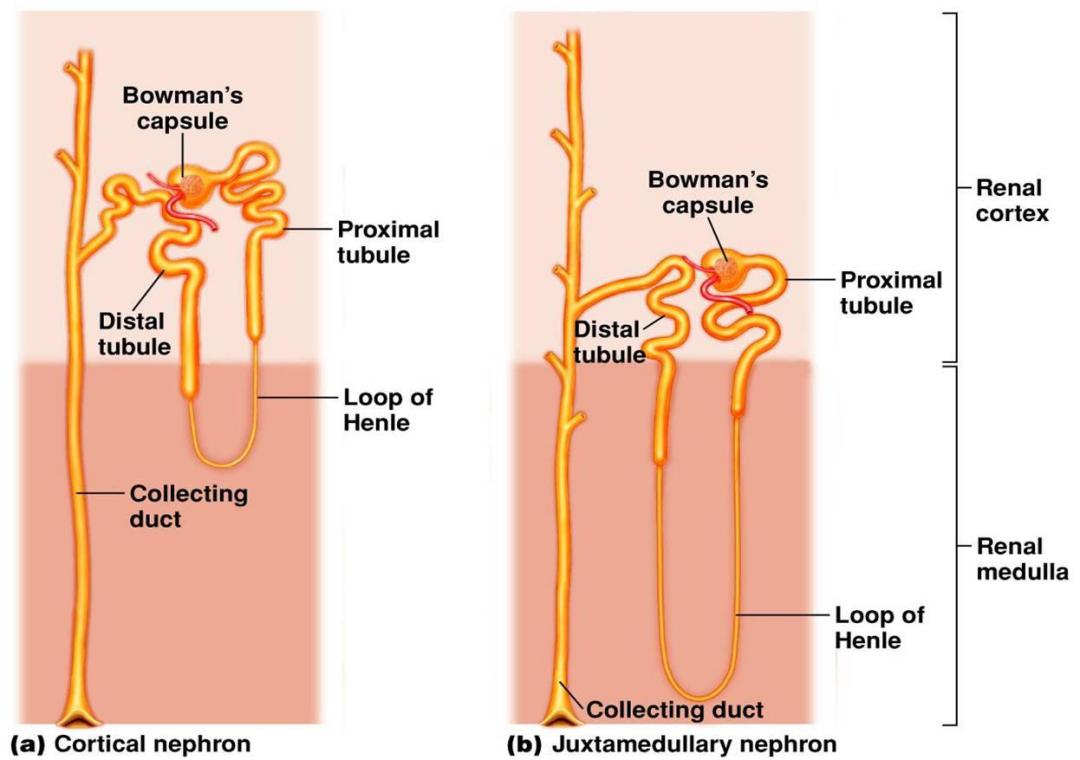 Bowman's
capsule
Proximal
tubule
Distal
tubule
Loop of
Henle
Collecting
duct
(a) Cortical nephron
Bowman's
capsule
Proximal
tubule
Distal
tubule
Loop of
Henle
Collecting duct
(b) Juxtamedullary nephron
Renal
cortex
Renal
medulla